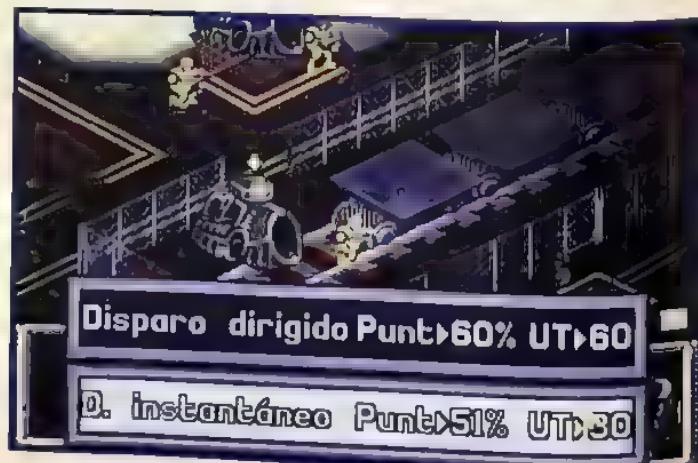 Disparo dirigido Punt▸60% UT▸60
D. instantáneo Punt▸51% UT▸30